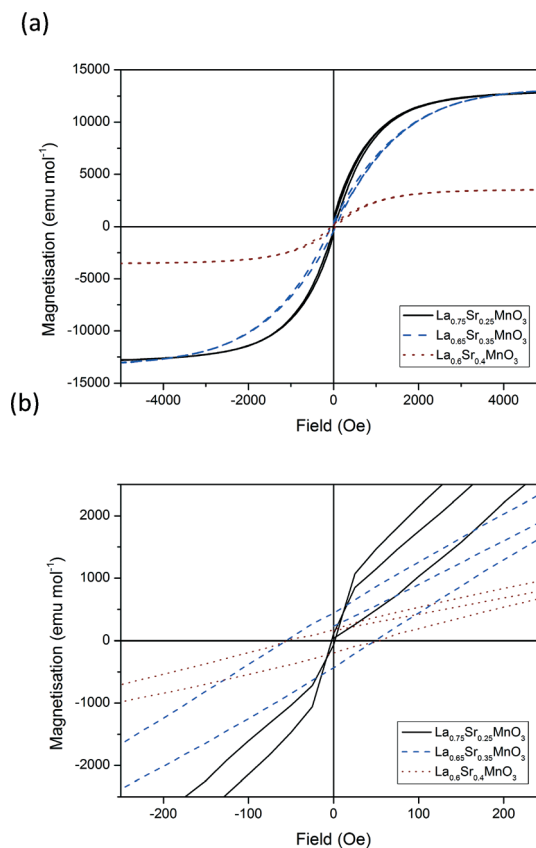 (a)
15000
10000
5000
0
-5000
-10000
-15000
Magnetisation (emu mol⁻¹)
La₀.₇₅Sr₀.₂₅MnO₃
La₀.₆₅Sr₀.₃₅MnO₃
La₀.₆Sr₀.₄MnO₃
-4000 -2000 0 2000 4000
Field (Oe)
(b)
2000
1000
0
-1000
-2000
Magnetisation (emu mol⁻¹)
La₀.₇₅Sr₀.₂₅MnO₃
La₀.₆₅Sr₀.₃₅MnO₃
La₀.₆Sr₀.₄MnO₃
-200 -100 0 100 200
Field (Oe)